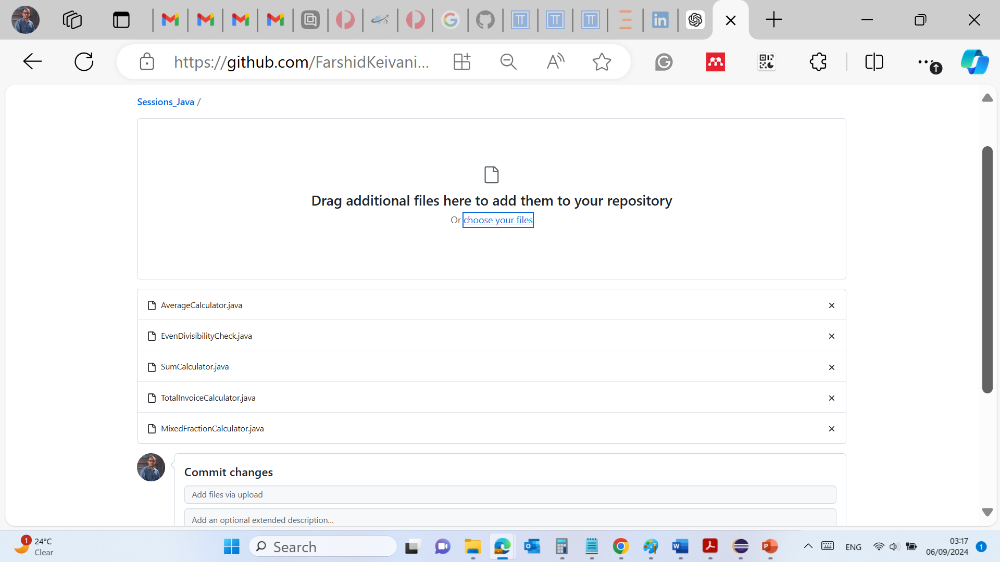 https://github.com/FarshidKeivani...
Sessions_Java /
Drag additional files here to add them to your repository
Or choose your files
AverageCalculator.java
EvenDivisibilityCheck.java
SumCalculator.java
TotalInvoiceCalculator.java
MixedFractionCalculator.java
Commit changes
Add files via upload
Add an optional extended description...
1
24°C
Clear
Search
ENG
03:17
06/09/2024
1